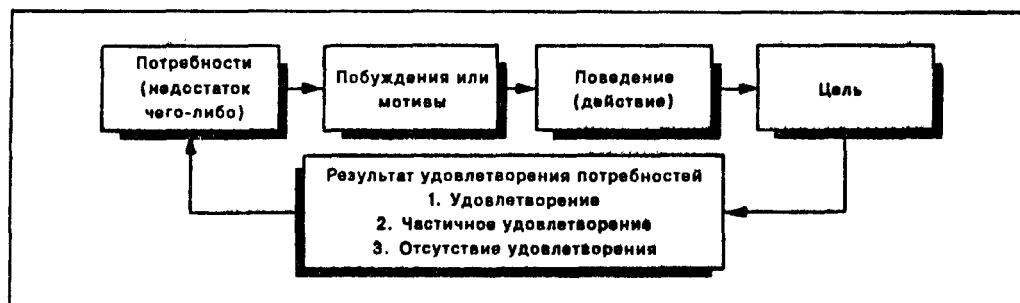 Потребности
(недостаток
чего-либо)
Побуждения или
мотивы
Поведение
(действие)
Цель
Результат удовлетворения потребностей
1. Удовлетворение
2. Частичное удовлетворение
3. Отсутствие удовлетворения